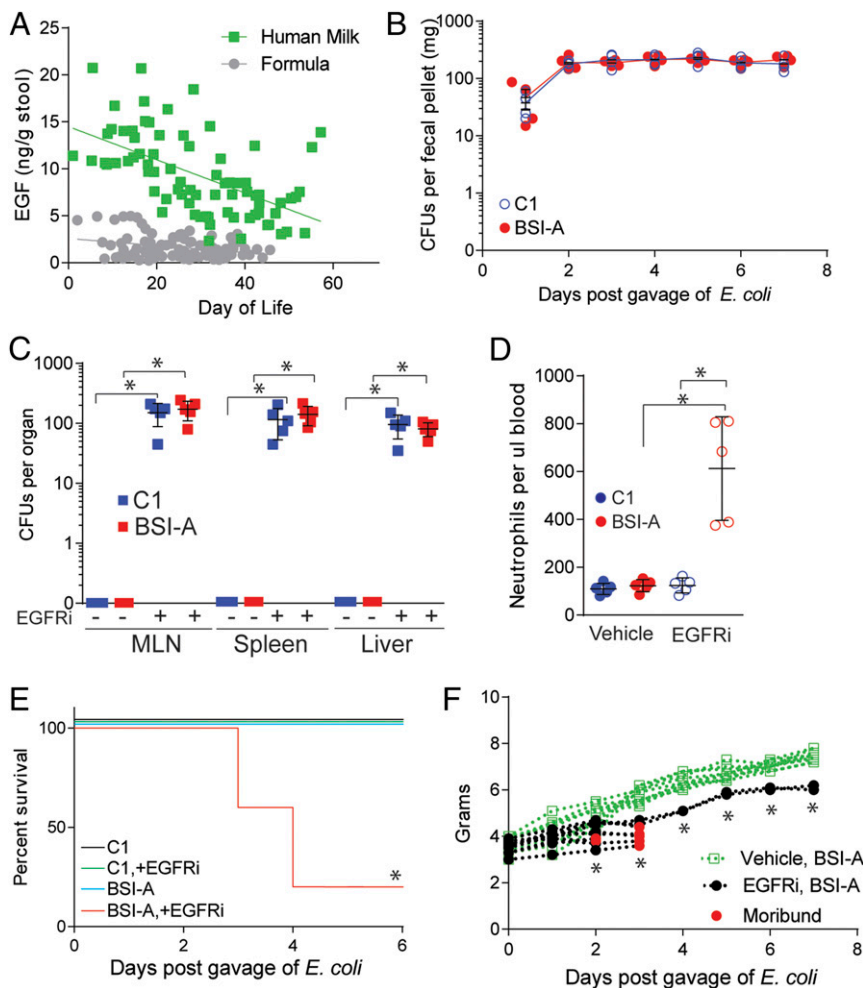 A
Human Milk
Formula
EGF (ng/g stool)
25
20
15
10
5
0
0 20 40 60
Day of Life
B
CFUs per fecal pellet (mg)
1000
100
10
1
0
C1
BSI-A
0 2 4 6 8
Days post gavage of E. coli
C
CFUs per organ
1000
100
10
1
0
* * * * * *
C1
BSI-A
EGFRi - - + + - - + + - - + +
MLN Spleen Liver
D
Neutrophils per ul blood
1000
800
600
400
200
0
*
*
C1
BSI-A
Vehicle EGFRi
E
Percent survival
100
50
0
C1
C1,+EGFRi
BSI-A
BSI-A,+EGFRi
*
0 2 4 6
Days post gavage of E. coli
F
Grams
10
8
6
4
2
0
* * * * * *
Vehicle, BSI-A
EGFRi, BSI-A
Moribund
0 2 4 6 8
Days post gavage of E. coli